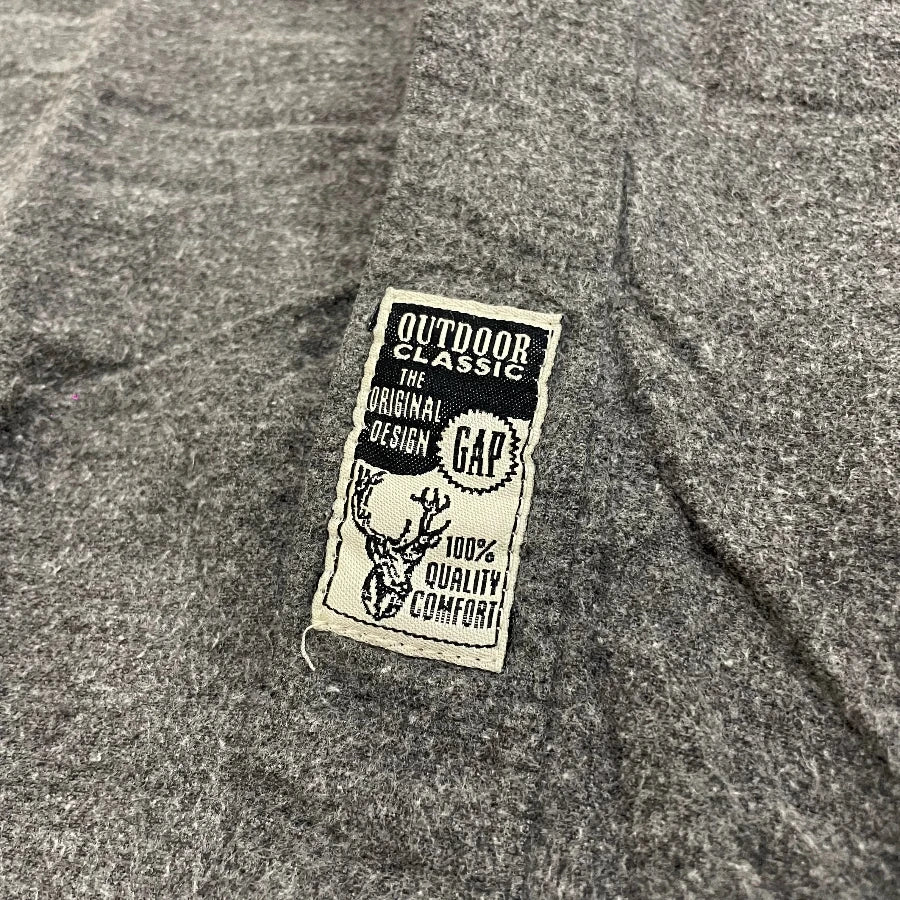 OUTDOOR
CLASSIC
THE
ORIGINAL
DESIGN
GAP
100%
QUALITY
COMFORT